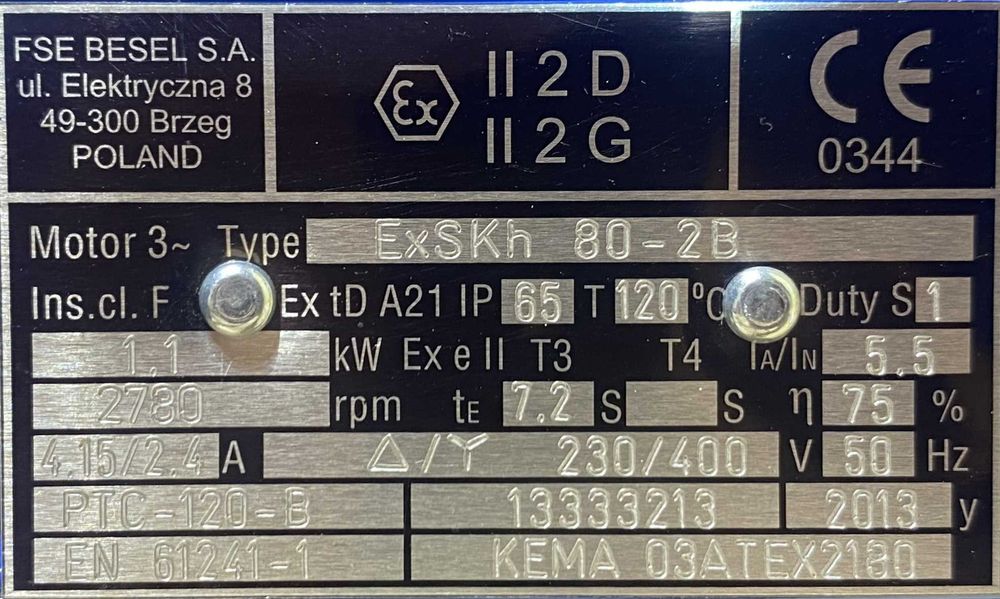 FSE BESEL S.A.
ul. Elektryczna 8
49-300 Brzeg
POLAND
Ex II 2 D
II 2 G
CE
0344
Motor 3~ Type ExSKh 80-2B
Ins.cl. F Ex tD A21 IP 65 T 120 °C Duty S 1
1,1 kW Ex e II T3 T4 IA/IN 5.5
2780 rpm tE 7.2 S S η 75 %
4,15/2.4 A Δ/Y 230/400 V 50 Hz
PTC-120-B 13333213 2013 y
EN 61241-1 KEMA 03ATEX2180